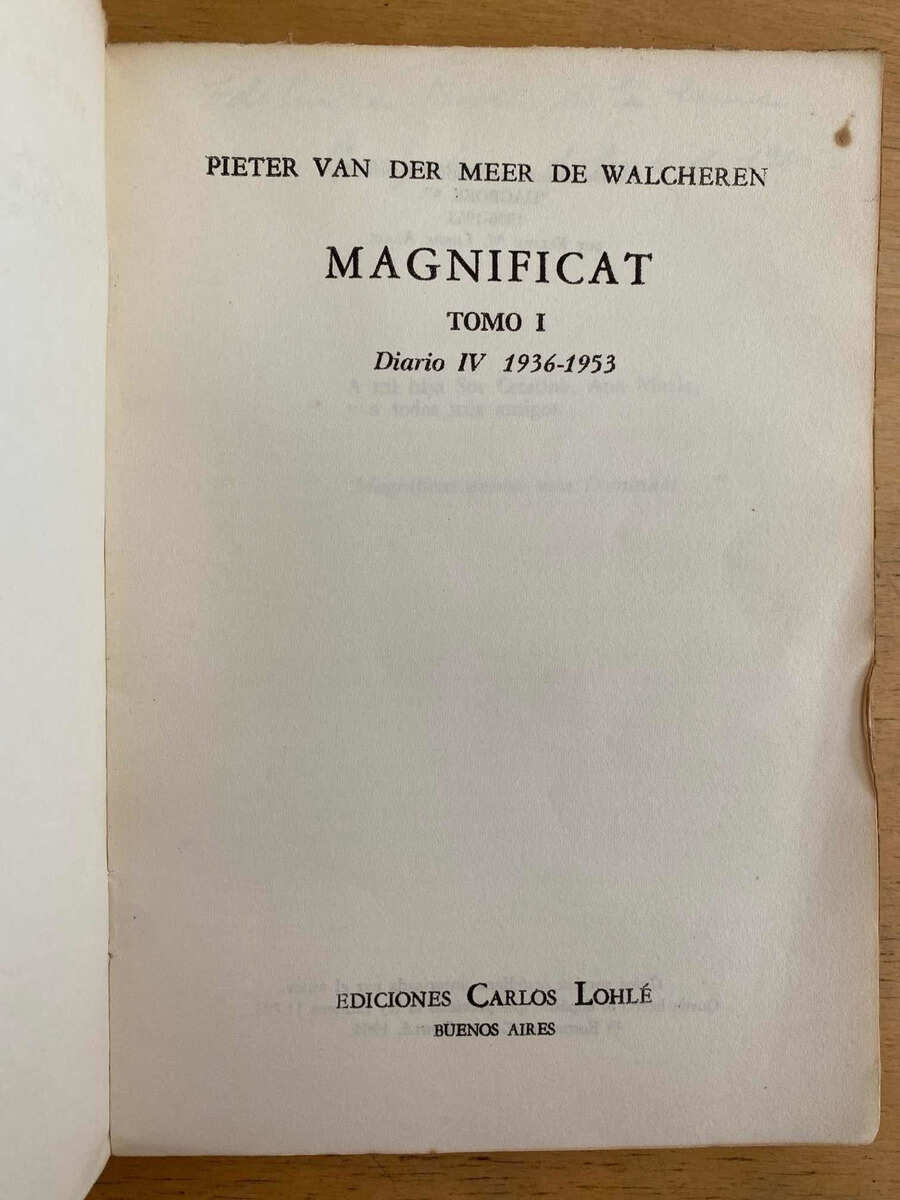 PIETER VAN DER MEER DE WALCHEREN
MAGNIFICAT
TOMO I
Diario IV 1936-1953
EDICIONES CARLOS LOHLÉ
BUENOS AIRES